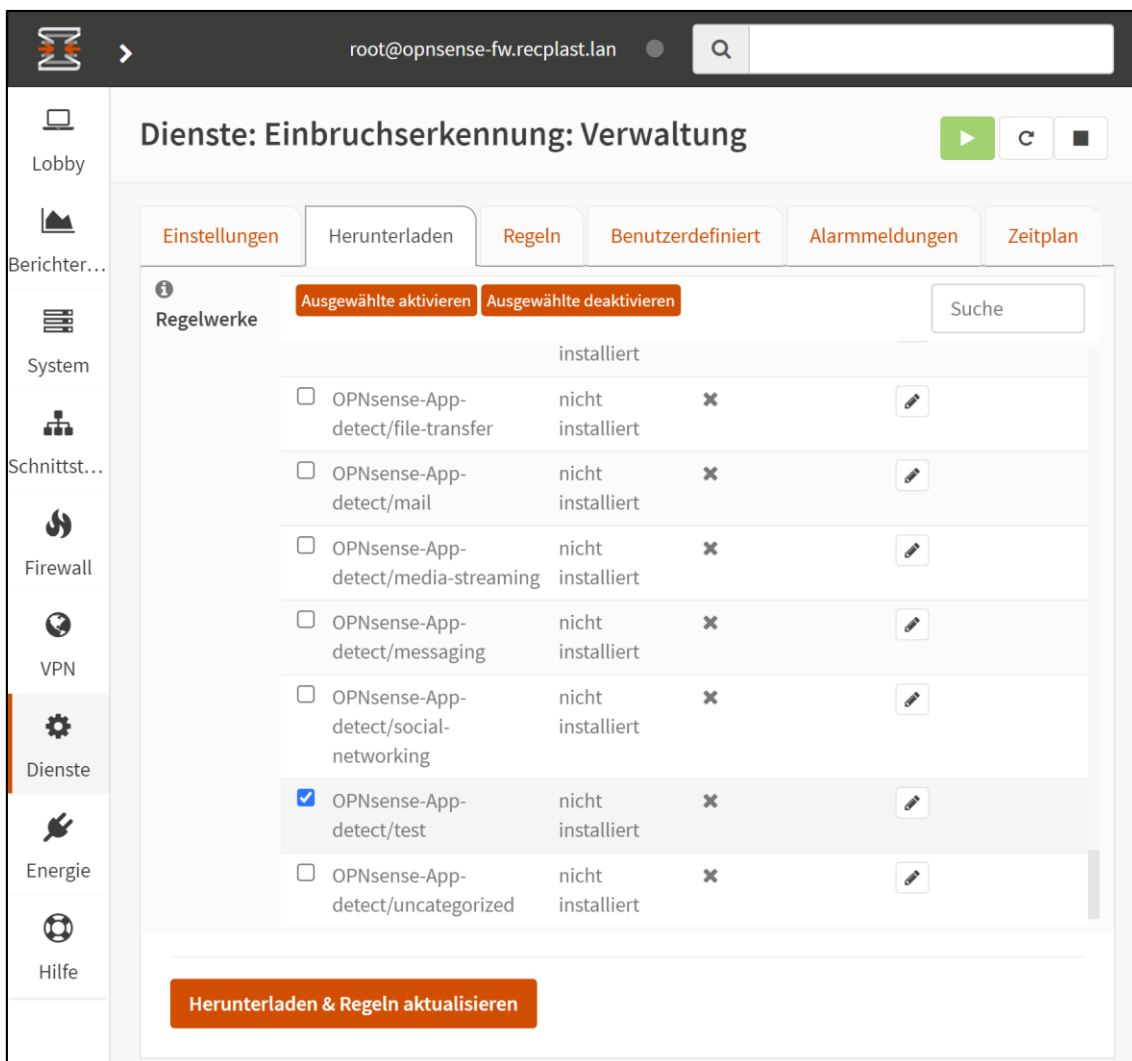 root@opnsense-fw.recplast.lan
Lobby
Berichter...
System
Schnittst...
Firewall
VPN
Dienste
Energie
Hilfe
Dienste: Einbruchserkennung: Verwaltung
Einstellungen
Herunterladen
Regeln
Benutzerdefiniert
Alarmmeldungen
Zeitplan
Regelwerke
Ausgewählte aktivieren
Ausgewählte deaktivieren
Suche
installiert
OPNsense-App-
detect/file-transfer
nicht
installiert
OPNsense-App-
detect/mail
nicht
installiert
OPNsense-App-
detect/media-streaming
nicht
installiert
OPNsense-App-
detect/messaging
nicht
installiert
OPNsense-App-
detect/social-
networking
nicht
installiert
OPNsense-App-
detect/test
nicht
installiert
OPNsense-App-
detect/uncategorized
nicht
installiert
Herunterladen & Regeln aktualisieren